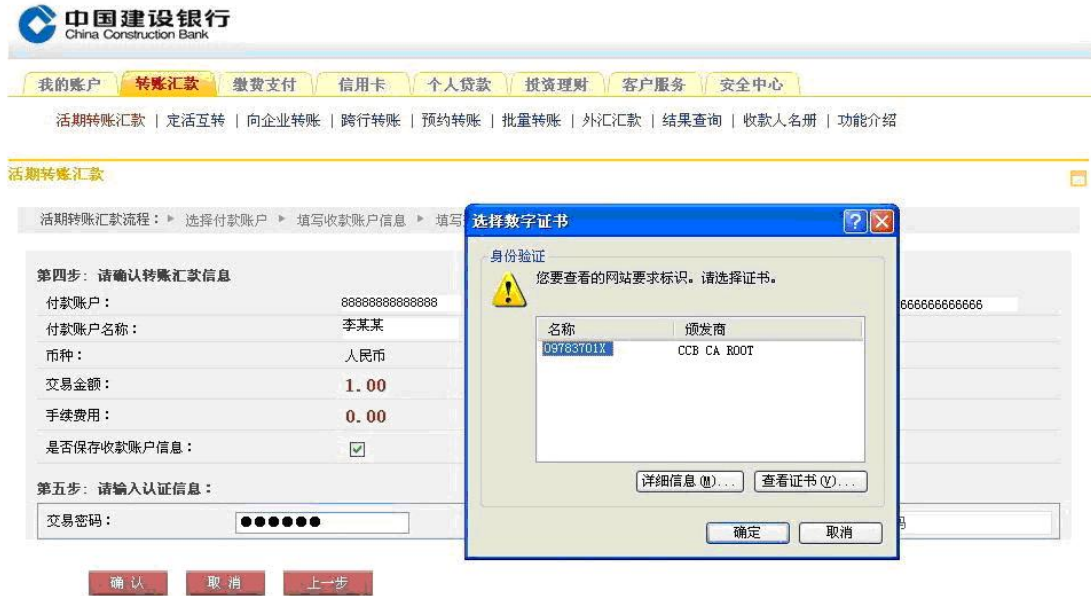 中国建设银行
China Construction Bank
我的账户 转账汇款 缴费支付 信用卡 个人贷款 投资理财 客户服务 安全中心
活期转账汇款 | 定活互转 | 向企业转账 | 跨行转账 | 预约转账 | 批量转账 | 外汇汇款 | 结果查询 | 收款人名册 | 功能介绍
活期转账汇款
活期转账汇款流程： 选择付款账户 填写收款账户信息 填写
选择数字证书
身份验证
您要查看的网站要求标识。请选择证书。
名称 颁发商
09783701X CCB CA ROOT
详细信息(M)... 查看证书(V)...
确定 取消
第四步：请确认转账汇款信息
付款账户： 88888888888888 666666666666
付款账户名称： 李某某
币种： 人民币
交易金额： 1.00
手续费用： 0.00
是否保存收款账户信息：
第五步：请输入认证信息：
交易密码： ●●●●●●
确认 取消 上一步